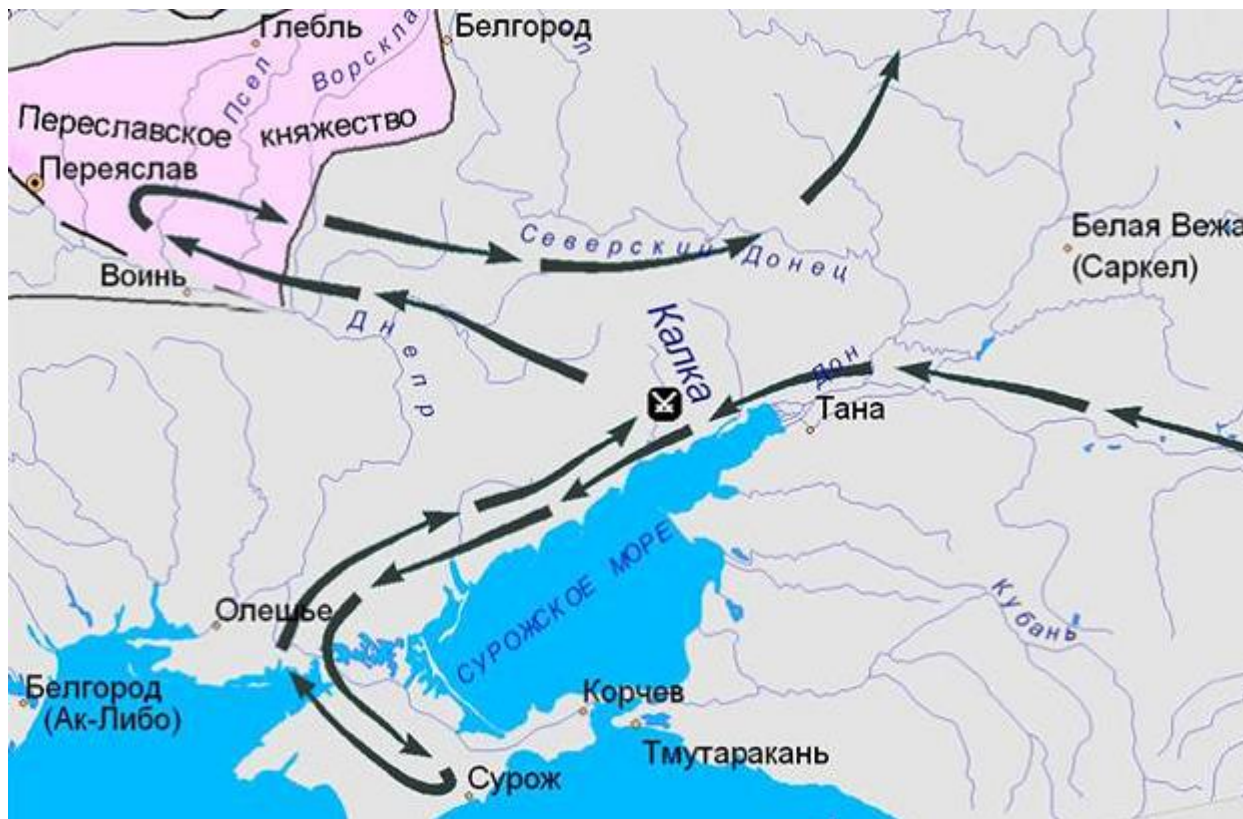 Глебль
Белгород
Псел
Ворскла
Переславское княжество
Переяслав
Воинь
Северский Донец
Белая Вежа
(Саркел)
Днепр
Калка
Дон
Тана
Олешье
СУРОЖСКОЕ МОРЕ
Кубань
Белгород
(Ак-Либо)
Корчев
Тмутаракань
Сурож